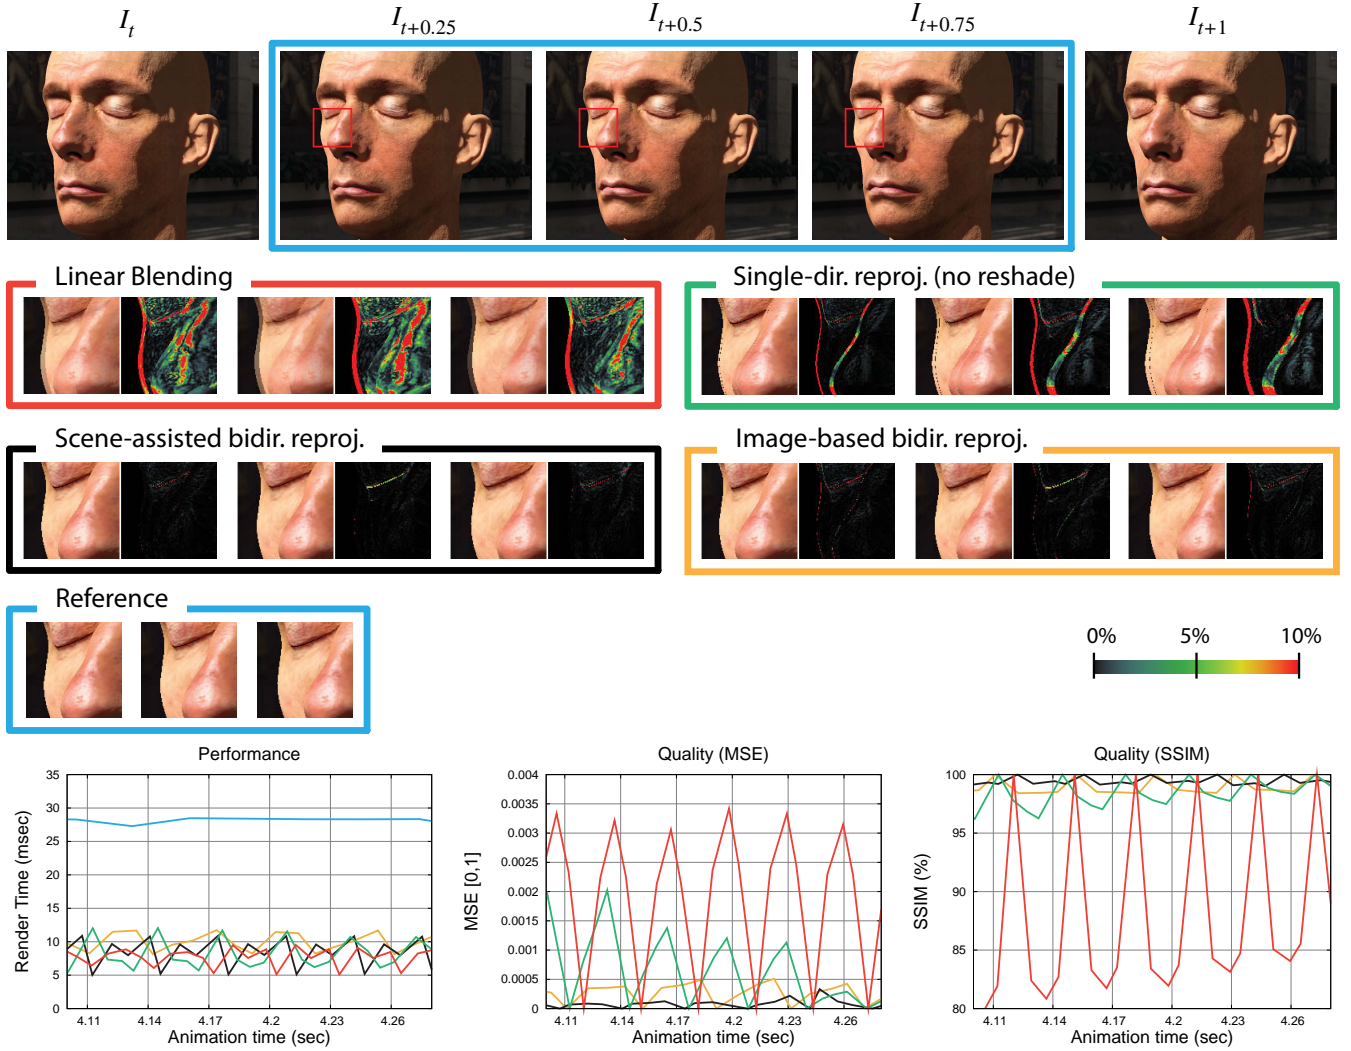 I_t
I_{t+0.25}
I_{t+0.5}
I_{t+0.75}
I_{t+1}
Linear Blending
Single-dir. reproj. (no reshade)
Scene-assisted bidir. reproj.
Image-based bidir. reproj.
Reference
0% 5% 10%
Performance
35
30
25
20
15
10
5
0
Render Time (msec)
4.11 4.14 4.17 4.2 4.23 4.26
Animation time (sec)
Quality (MSE)
0.004
0.0035
0.003
0.0025
0.002
0.0015
0.001
0.0005
0
MSE [0,1]
4.11 4.14 4.17 4.2 4.23 4.26
Animation time (sec)
Quality (SSIM)
100
95
90
85
80
SSIM (%)
4.11 4.14 4.17 4.2 4.23 4.26
Animation time (sec)